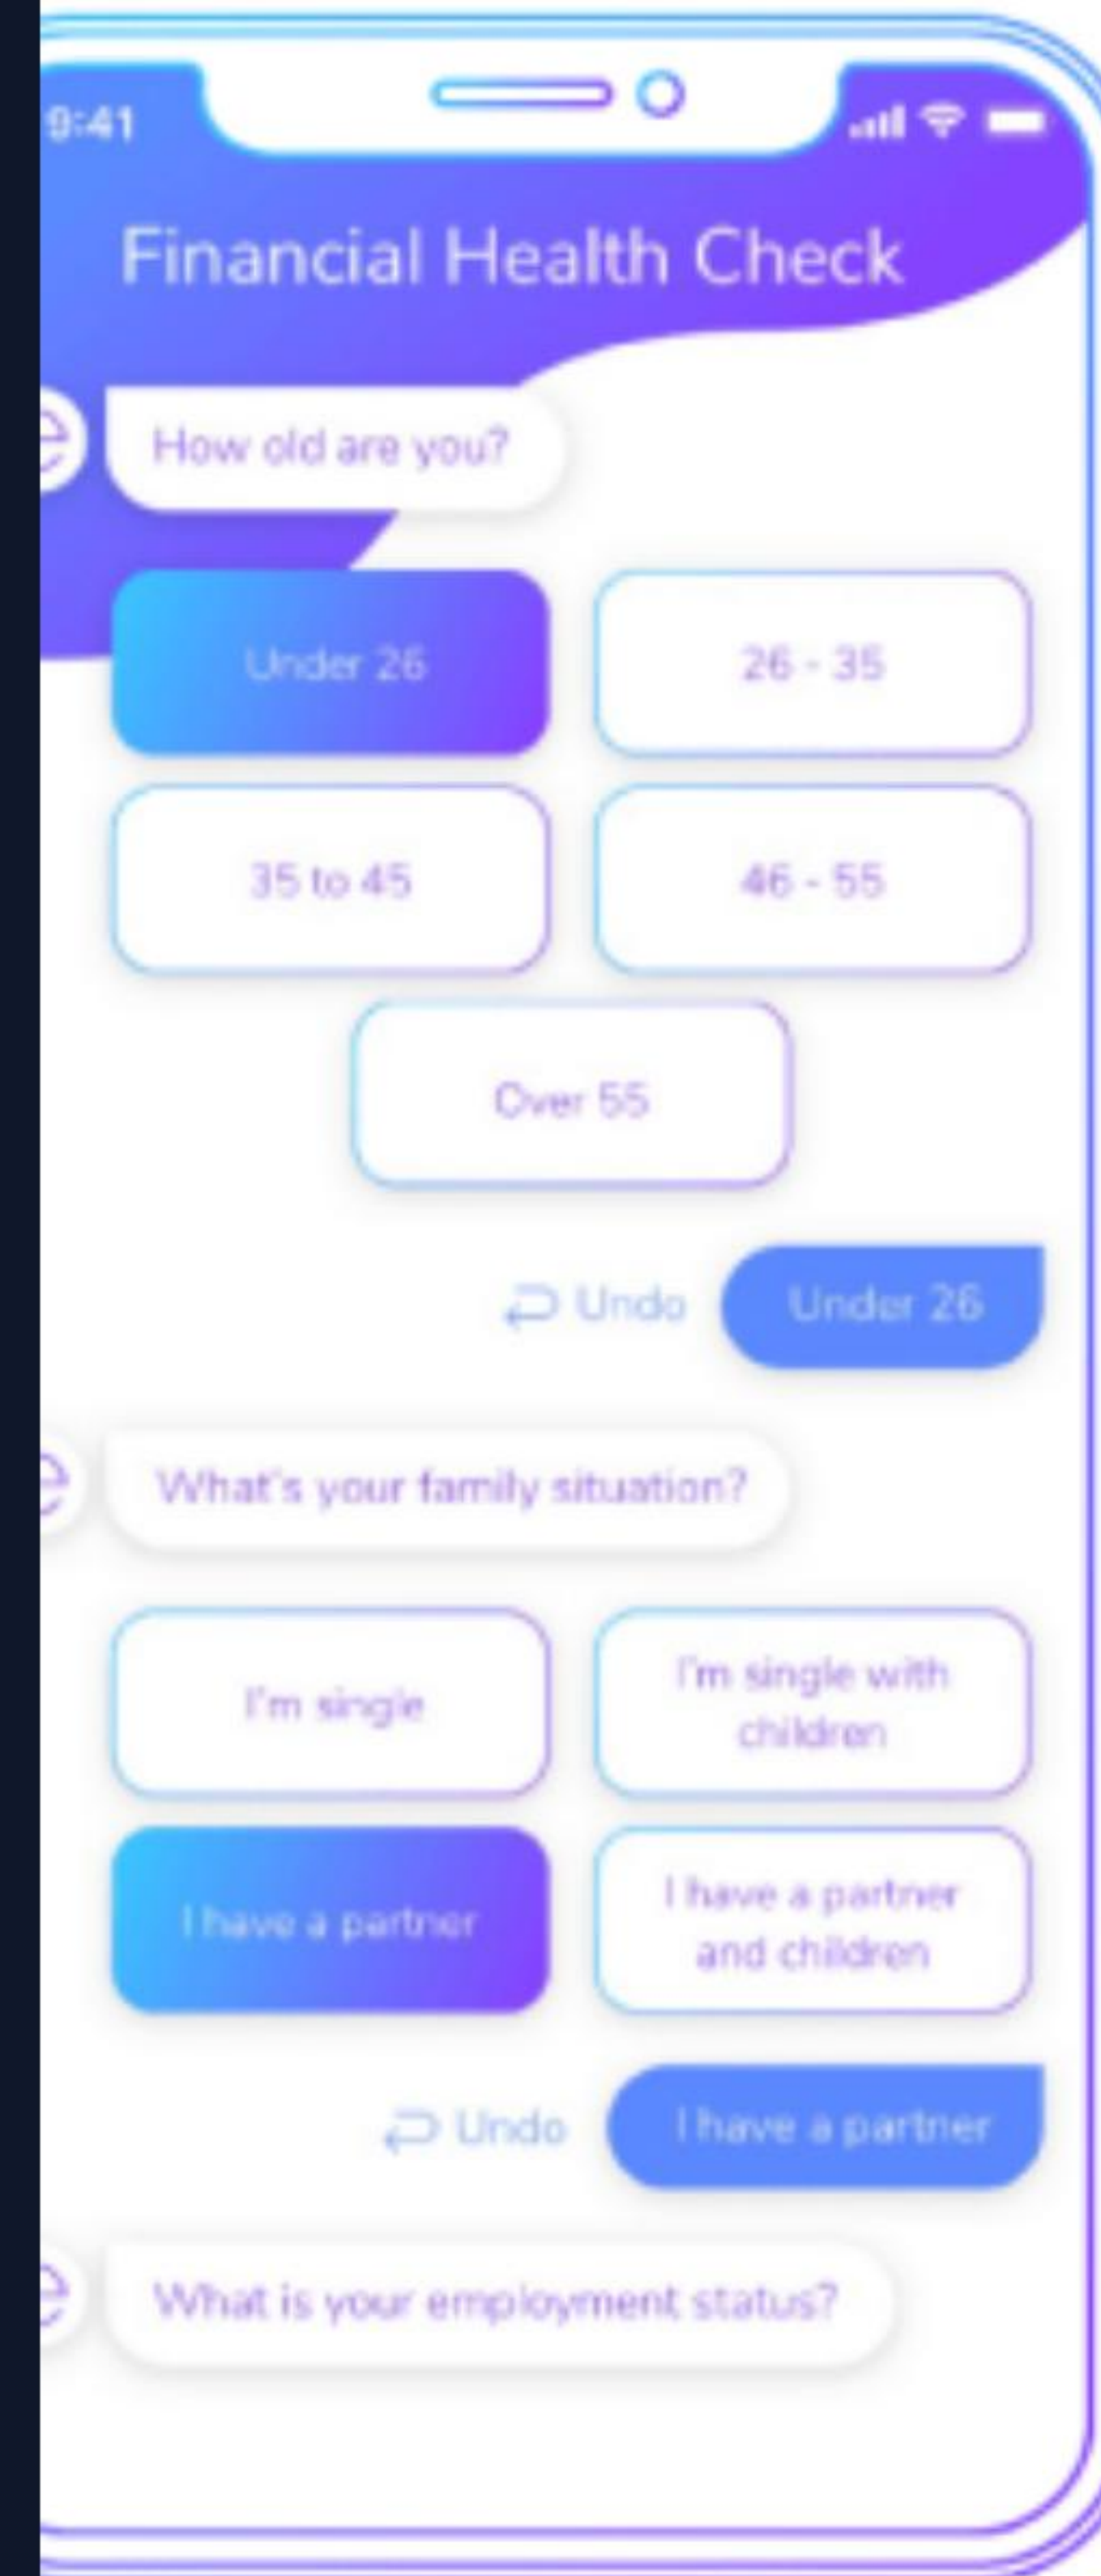 9:41
Financial Health Check
e
How old are you?
Under 26
26 - 35
35 to 45
46 - 55
Over 55
Undo
Under 26
e
What's your family situation?
I'm single
I'm single with
children
I have a partner
I have a partner
and children
Undo
I have a partner
e
What is your employment status?